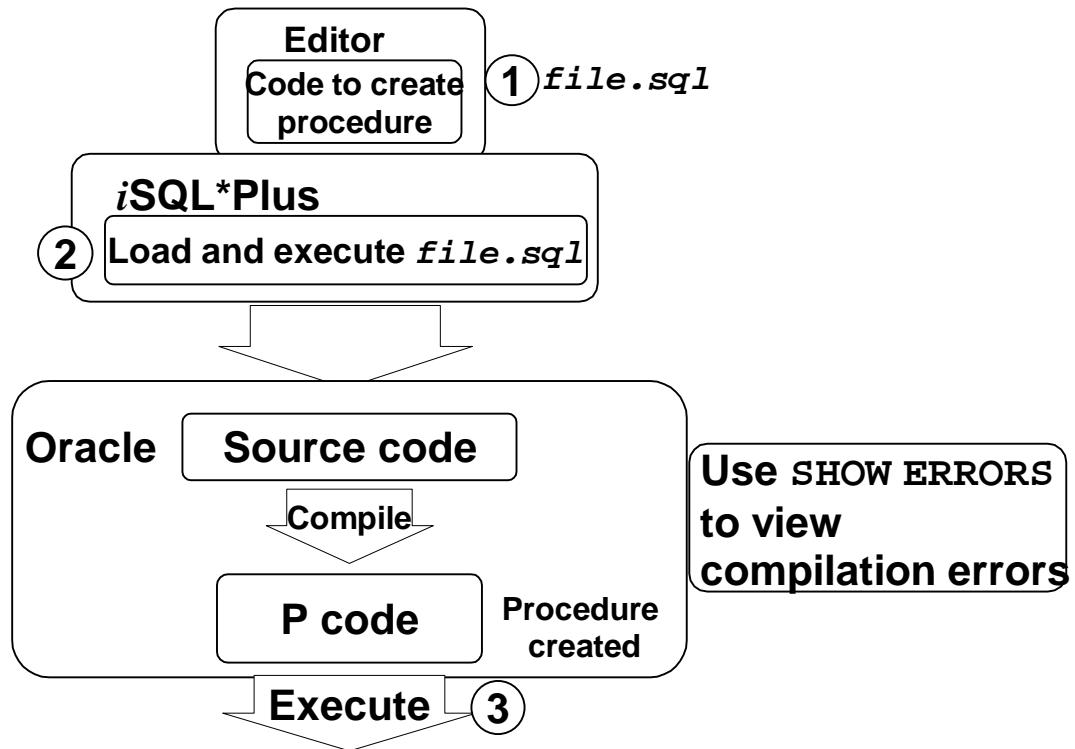 Editor
Code to create
procedure
1 file.sql
iSQL*Plus
2 Load and execute file.sql
Oracle
Source code
Compile
P code
Procedure
created
Use SHOW ERRORS
to view
compilation errors
Execute 3